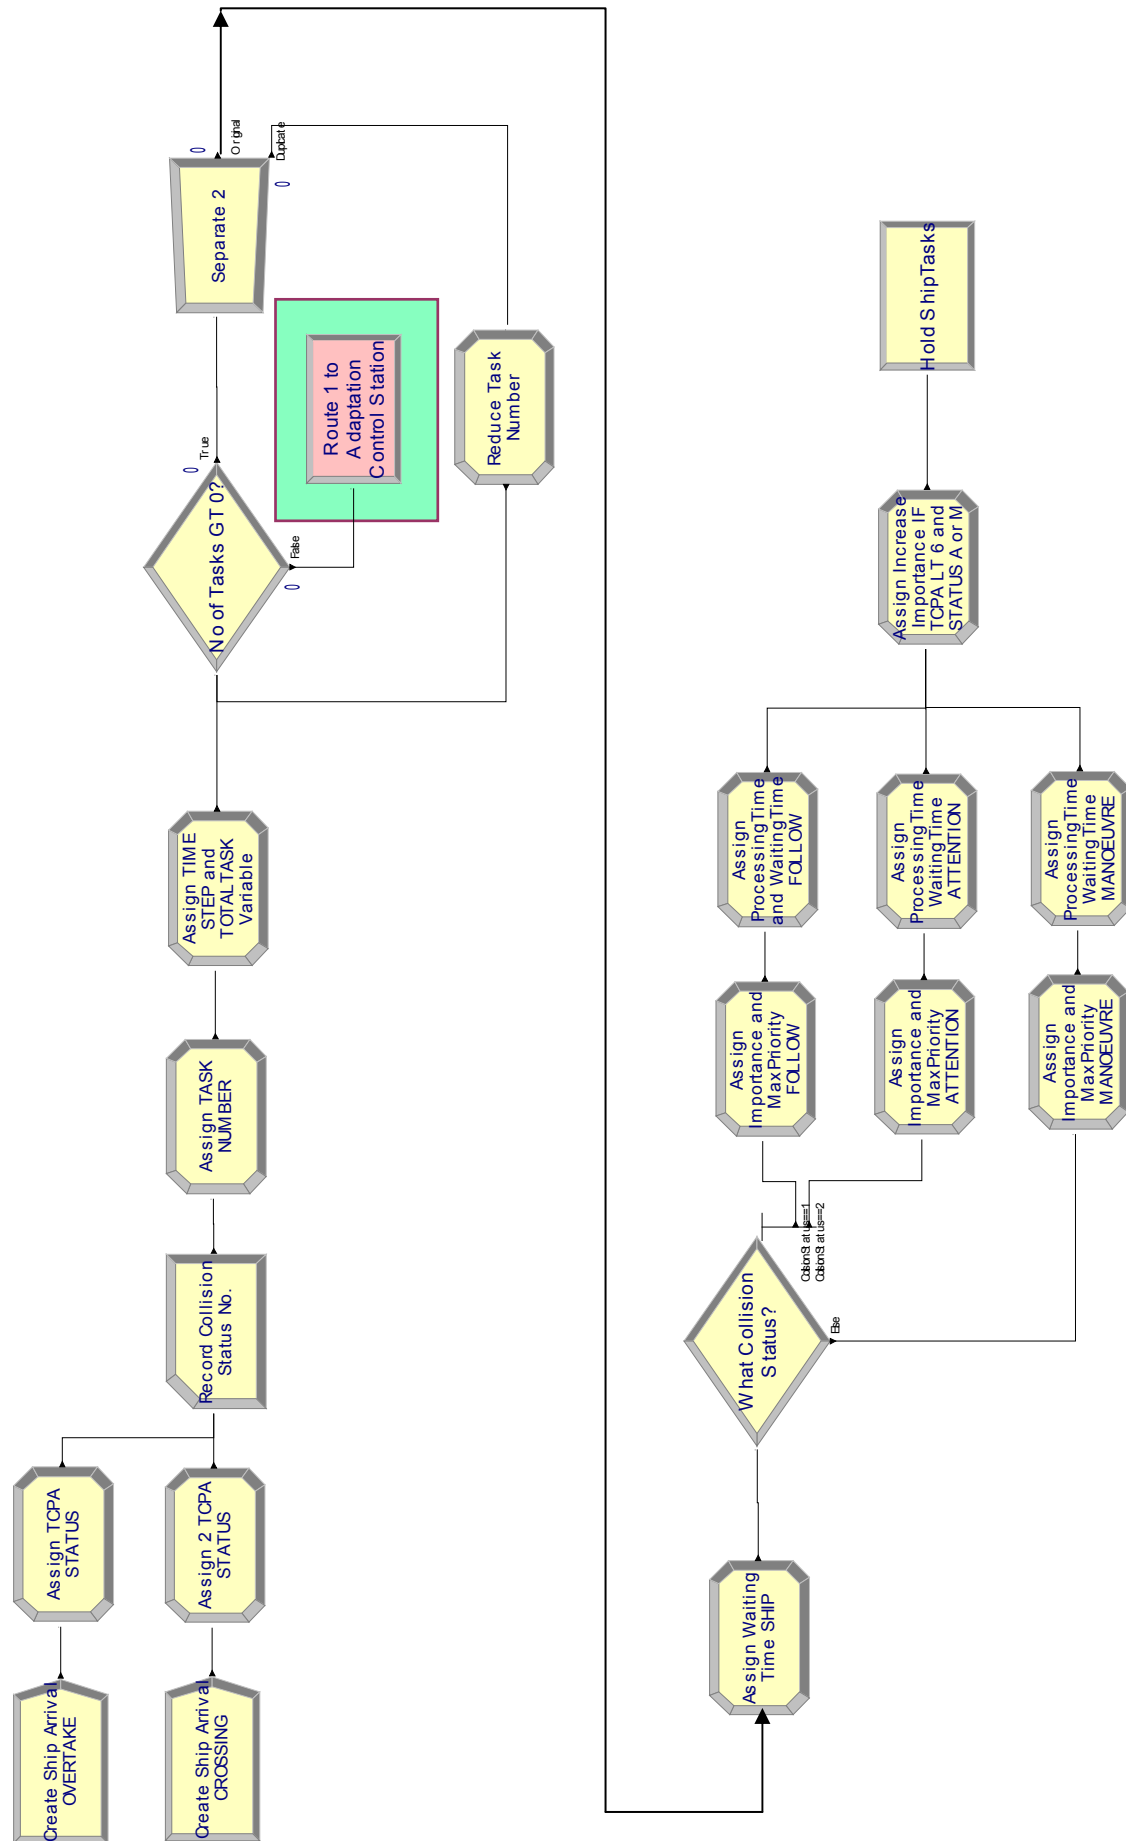 Create Ship Arrival
OVERTAKE
Assign TCPA
STATUS
Create Ship Arrival
CROSSING
Assign 2 TCPA
STATUS
Record Collision
Status No.
Assign TASK
NUMBER
Assign TIME
STEP and
TOTALTASK
Variable
No of Tasks GT 0?
0
True
0
False
Route 1 to
Adaptation
Control Station
Reduce Task
Number
Separate 2
0
Original
0
Duplicate
Assign Waiting
Time SHIP
What Collision
Status?
CollisionStatus==1
CollisionStatus==2
Else
Assign
Importance and
MaxPriority
FOLLOW
Assign
ProcessingTime
and WaitingTime
FOLLOW
Assign
Importance and
MaxPriority
ATTENTION
Assign
ProcessingTime
WaitingTime
ATTENTION
Assign
Importance and
MaxPriority
MANOEUVRE
Assign
ProcessingTime
WaitingTime
MANOEUVRE
Assign Increase
Importance IF
TCPA LT 6 and
STATUS A or M
Hold ShipTasks